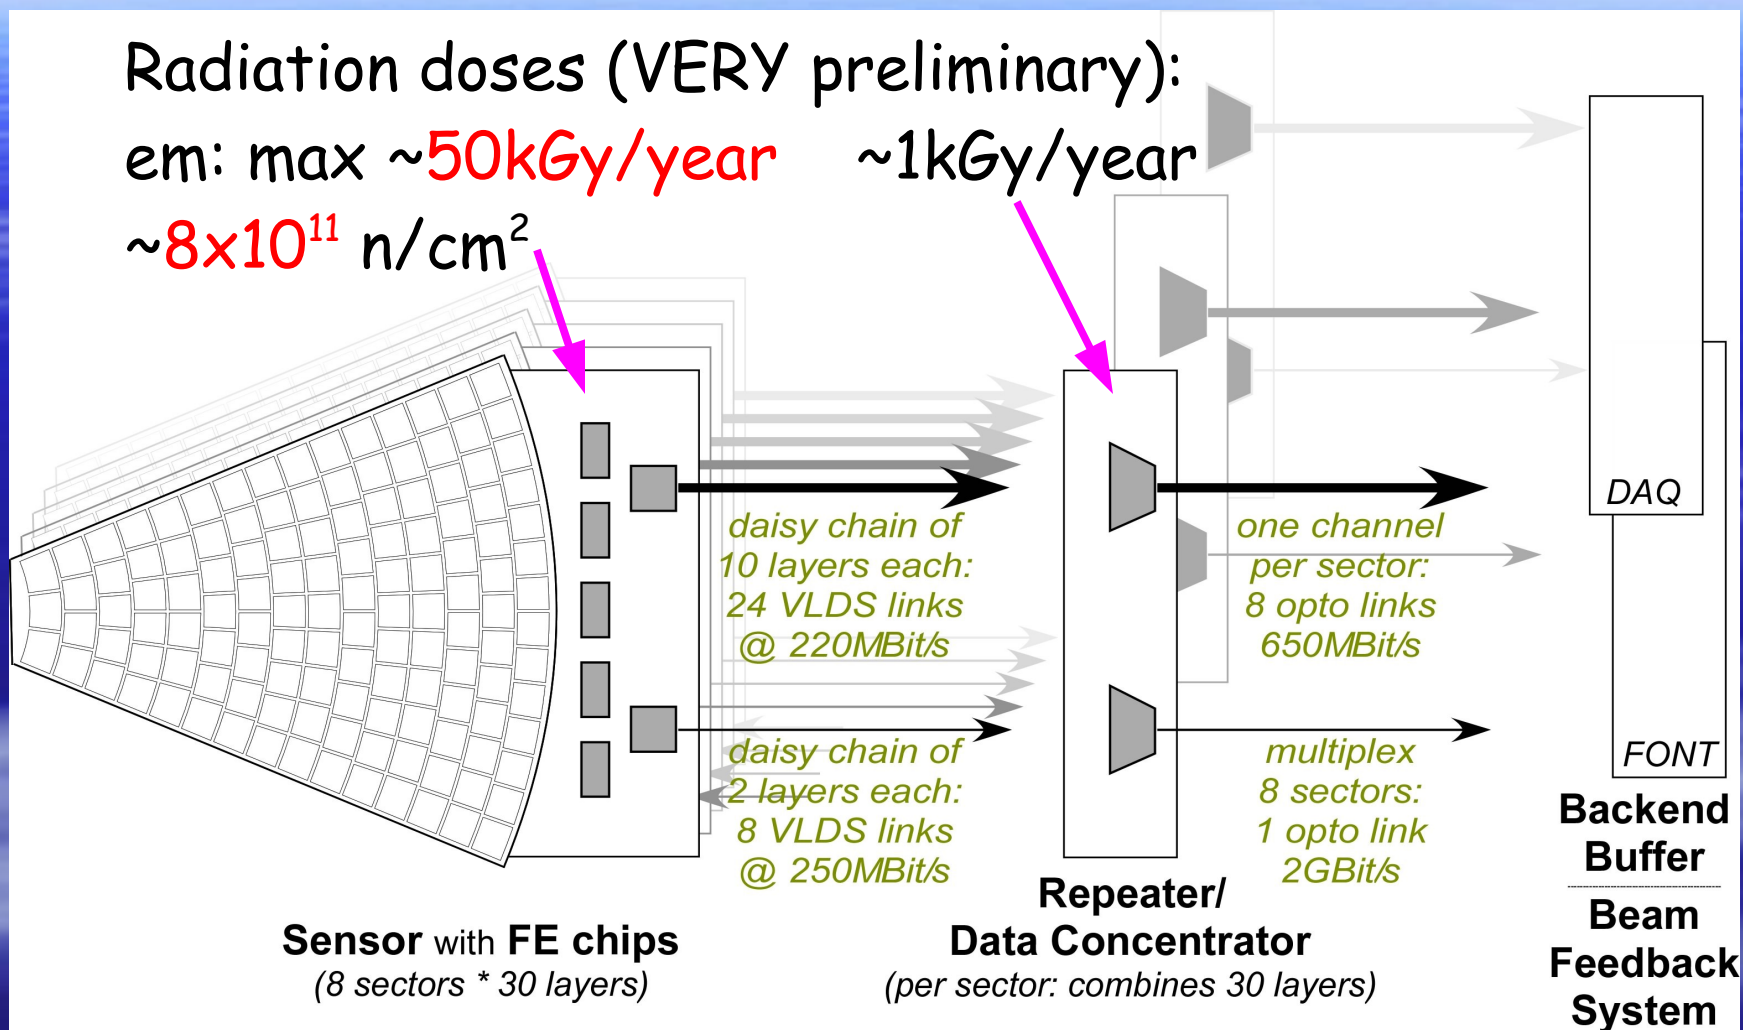 Radiation doses (VERY preliminary):
em: max ~50kGy/year ~1kGy/year
~8x10¹¹ n/cm²
daisy chain of
10 layers each:
24 VLDS links
@ 220MBit/s
one channel
per sector:
8 opto links
650MBit/s
DAQ
daisy chain of
2 layers each:
8 VLDS links
@ 250MBit/s
multiplex
8 sectors:
1 opto link
2GBit/s
FONT
Sensor with FE chips
(8 sectors * 30 layers)
Repeater/
Data Concentrator
(per sector: combines 30 layers)
Backend
Buffer
Beam
Feedback
System